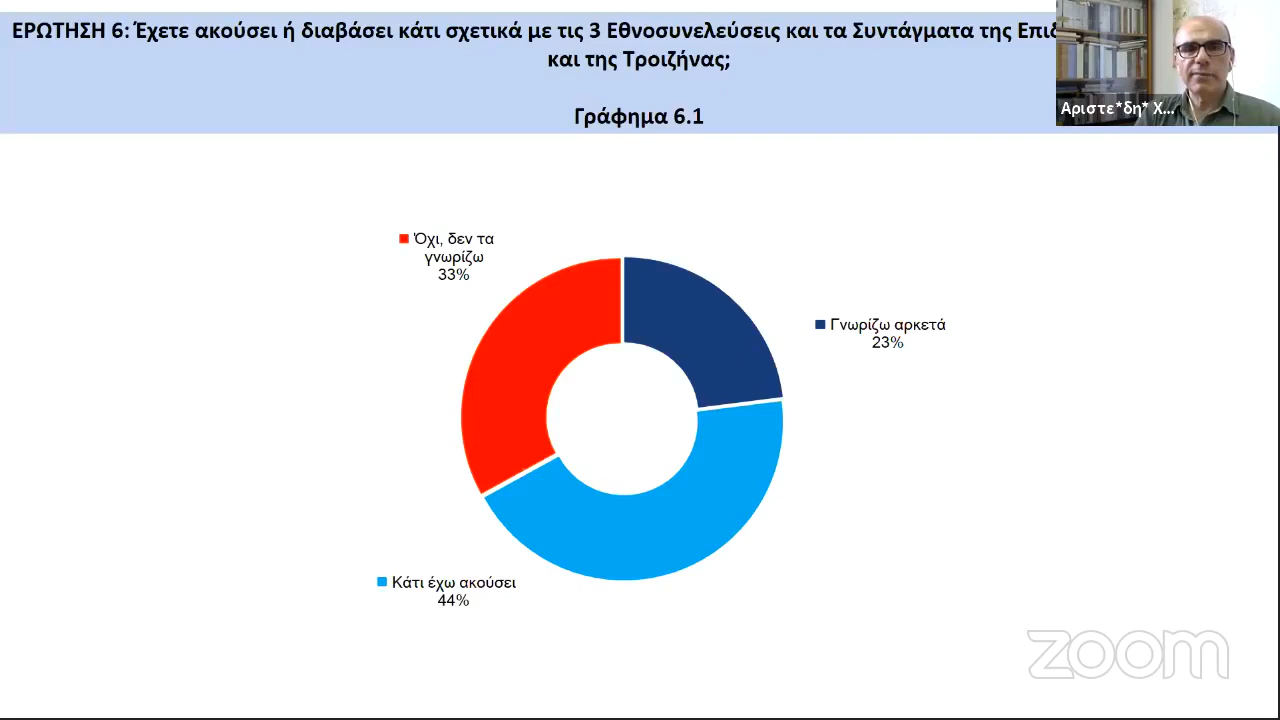 ΕΡΩΤΗΣΗ 6: Έχετε ακούσει ή διαβάσει κάτι σχετικά με τις 3 Εθνοσυνελεύσεις και τα Συντάγματα της
και της Τροιζήνας;
Γράφημα 6.1
Αριστε*δη* Χ...
Όχι, δεν τα
γνωρίζω
33%
Γνωρίζω αρκετά
23%
Κάτι έχω ακούσει
44%
zoom